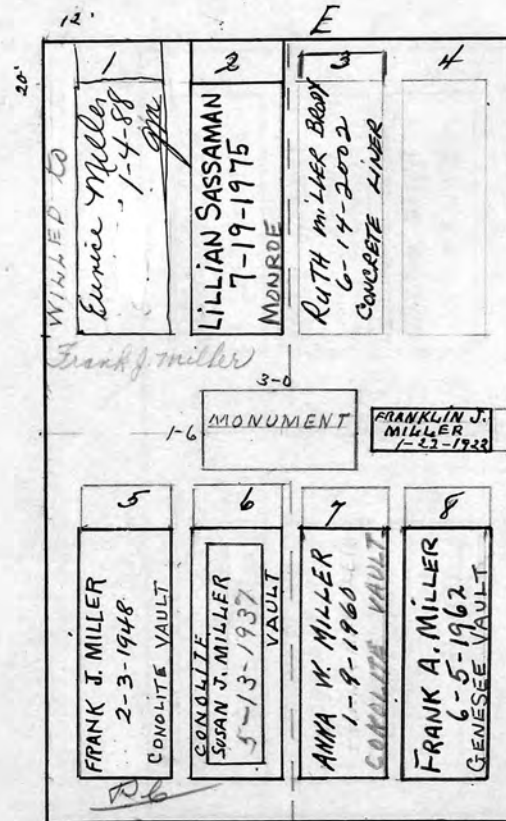 12'
E
20'
1
2
3
4
WILLED to
Eunice Miller
1-4-88
LILLIAN SASSAMAN
7-19-1975
MONROE
RUTH MILLER BRODY
6-14-2002
CONCRETE LINER
Frank J. Miller
3-0
1-6
MONUMENT
FRANKLIN J.
MILLER
1-22-1922
5
6
7
8
FRANK J. MILLER
2-3-1948
CONOLITE VAULT
CONOLITE
SUSAN J. MILLER
5-13-1937
VAULT
ANNA W. MILLER
1-9-1960
CONOLITE VAULT
FRANK A. MILLER
6-5-1962
GENESEE VAULT